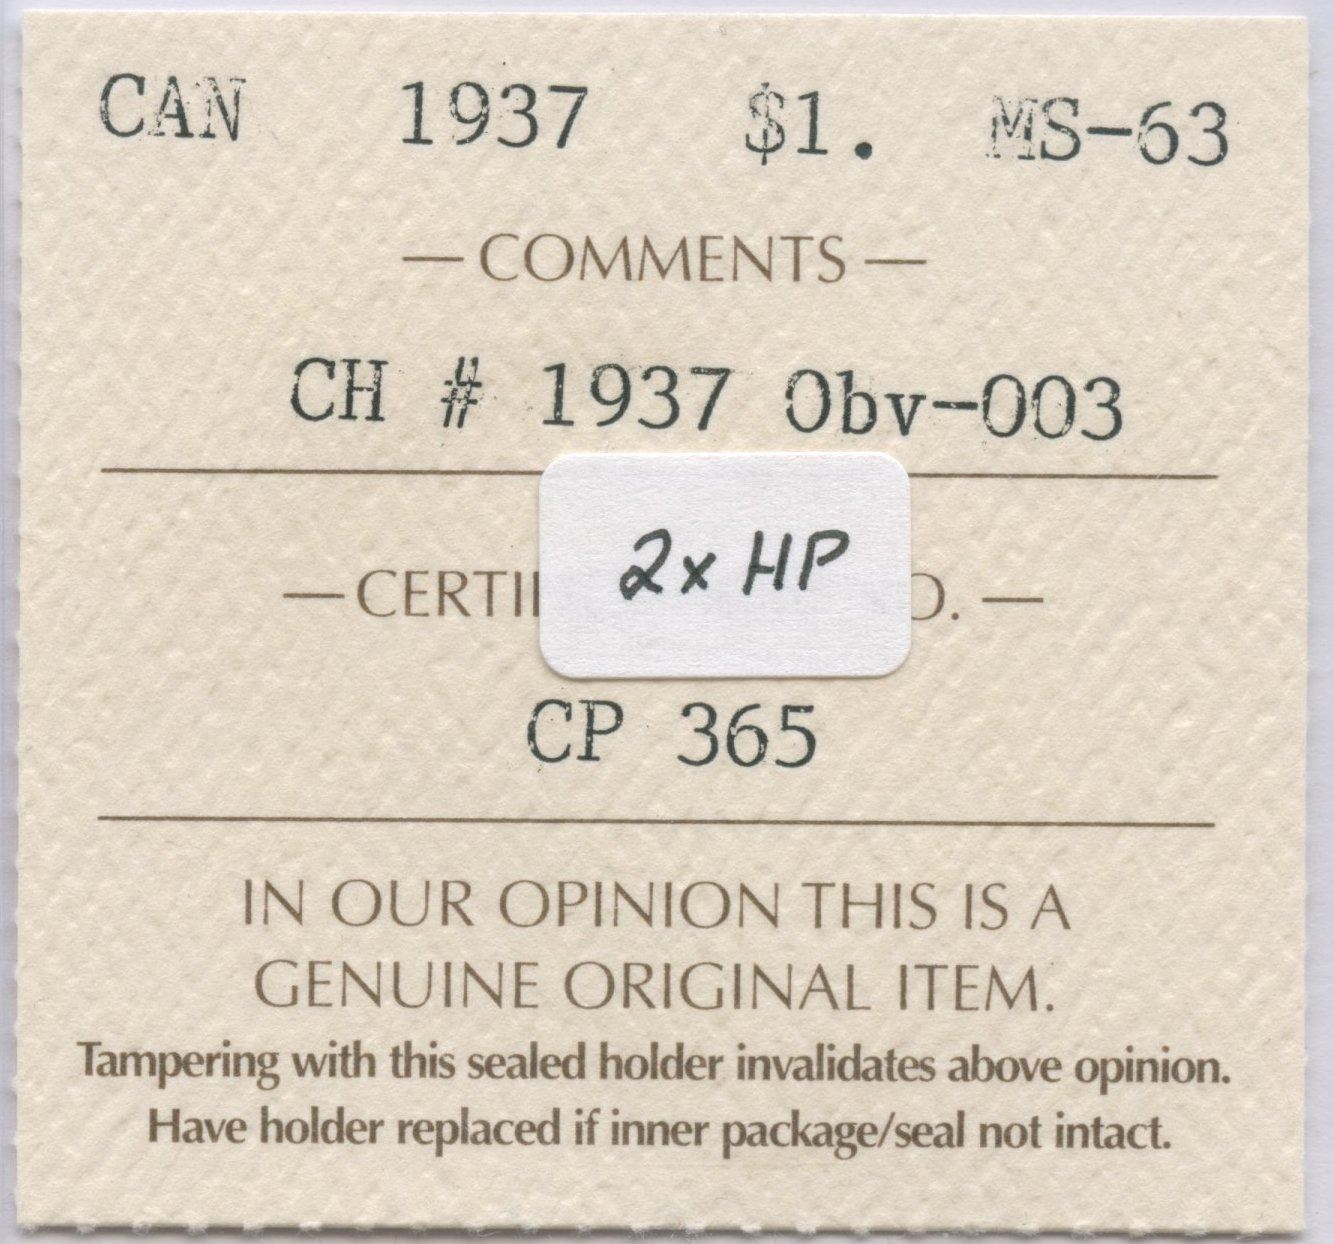 CAN 1937 $1. MS-63
— COMMENTS —
CH # 1937 Obv-003
2x HP
— CERTI O. —
CP 365
IN OUR OPINION THIS IS A
GENUINE ORIGINAL ITEM.
Tampering with this sealed holder invalidates above opinion.
Have holder replaced if inner package/seal not intact.